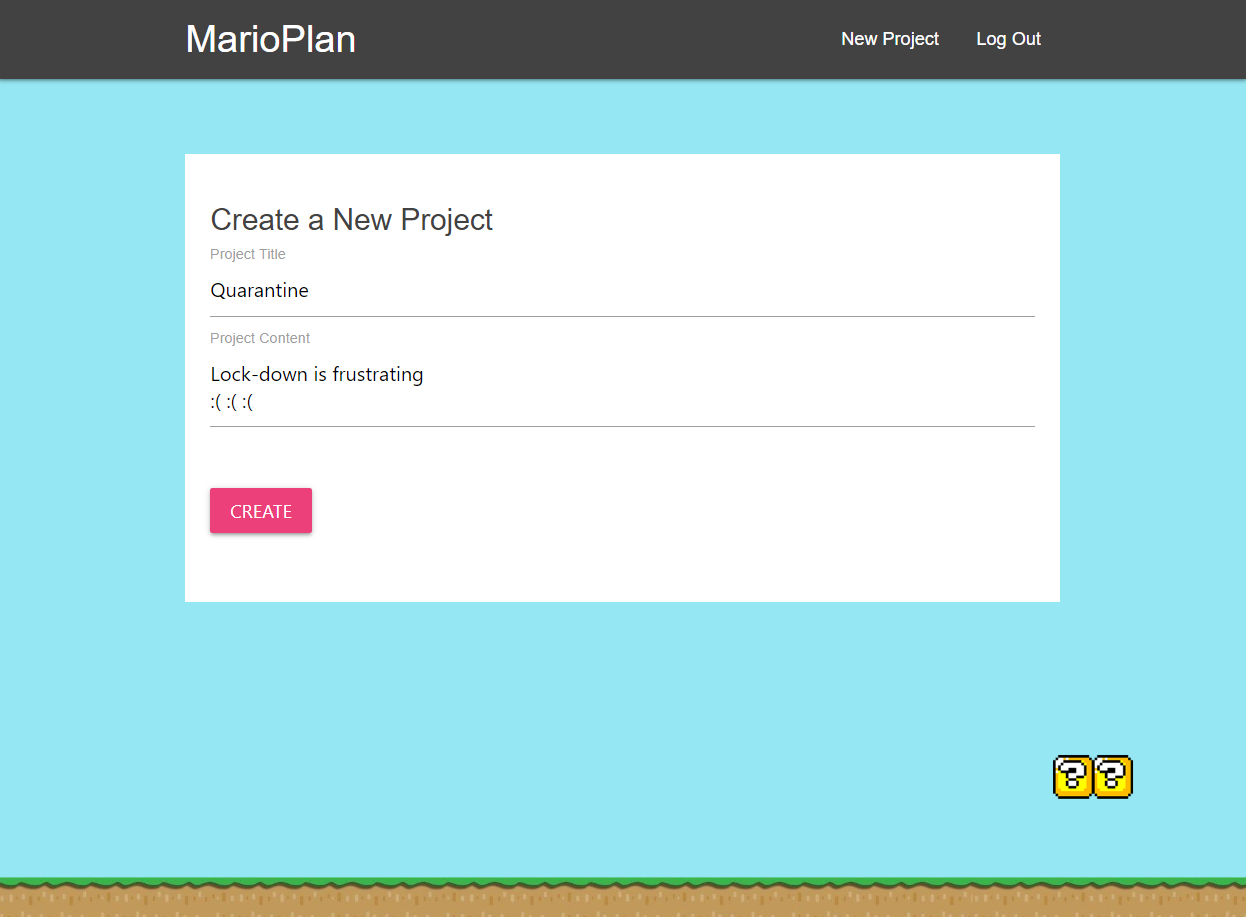 MarioPlan
New Project
Log Out
Create a New Project
Project Title
Quarantine
Project Content
Lock-down is frustrating
:( :( :(
CREATE
? ?